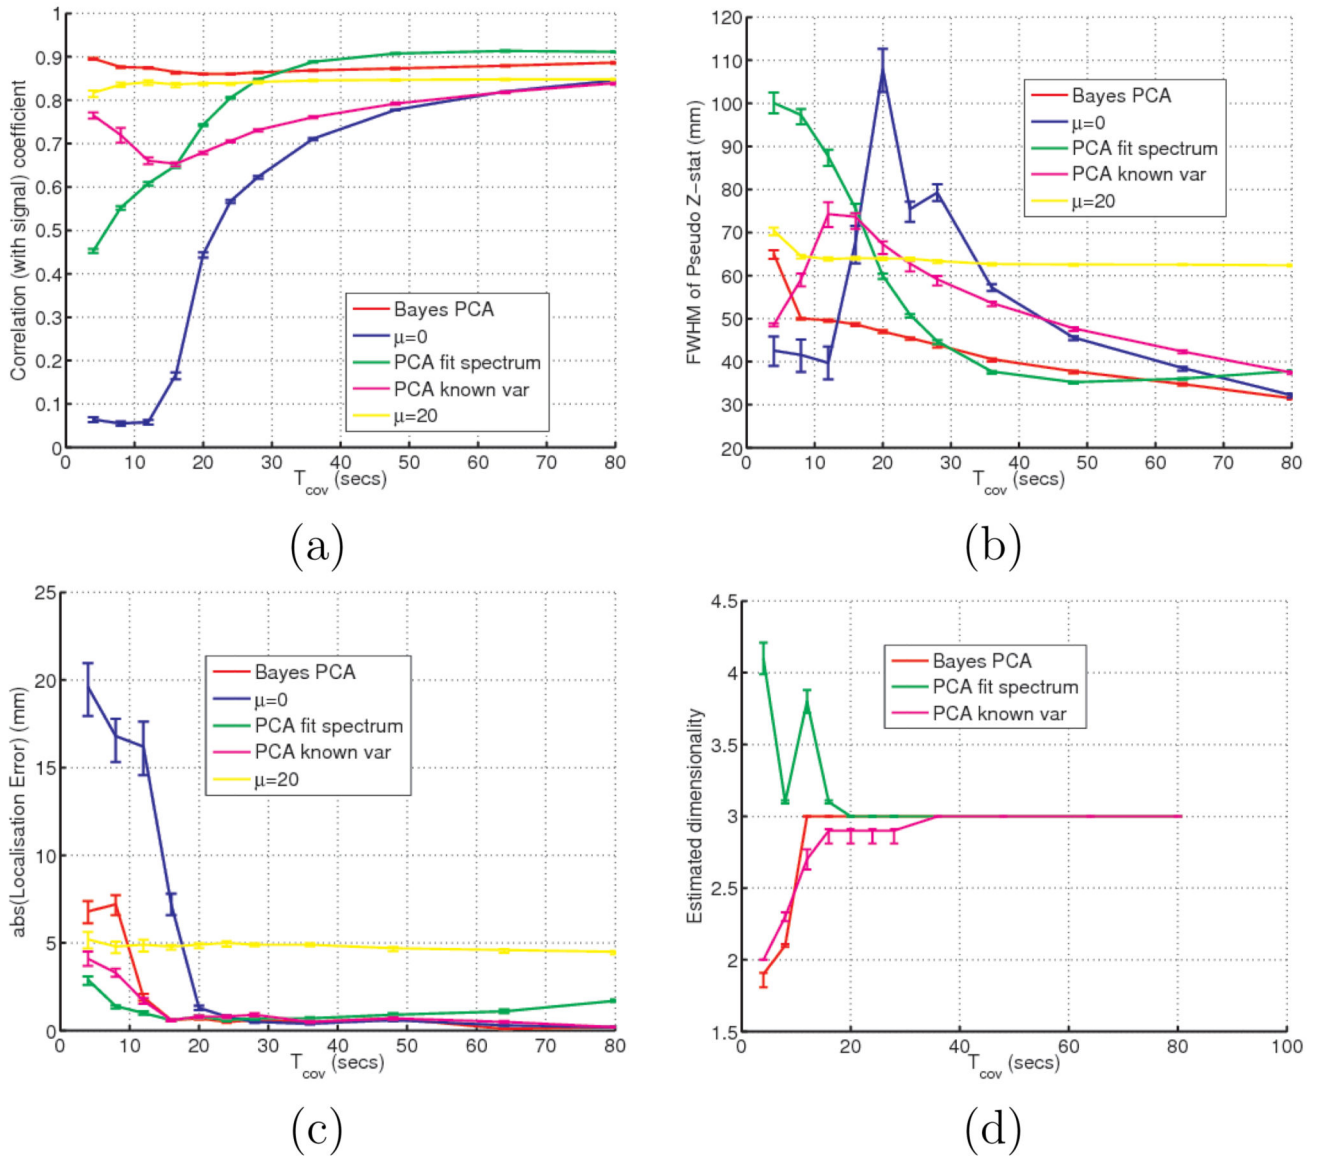 Correlation (with signal) coefficient
1
0.9
0.8
0.7
0.6
0.5
0.4
0.3
0.2
0.1
0
Bayes PCA
μ=0
PCA fit spectrum
PCA known var
μ=20
0 10 20 30 40 50 60 70 80
T_cov (secs)
(a)
FWHM of Pseudo Z-stat (mm)
120
110
100
90
80
70
60
50
40
30
20
Bayes PCA
μ=0
PCA fit spectrum
PCA known var
μ=20
0 10 20 30 40 50 60 70 80
T_cov (secs)
(b)
abs(Localisation Error) (mm)
25
20
15
10
5
0
Bayes PCA
μ=0
PCA fit spectrum
PCA known var
μ=20
0 10 20 30 40 50 60 70 80
T_cov (secs)
(c)
Estimated dimensionality
4.5
4
3.5
3
2.5
2
1.5
Bayes PCA
PCA fit spectrum
PCA known var
0 20 40 60 80 100
T_cov (secs)
(d)